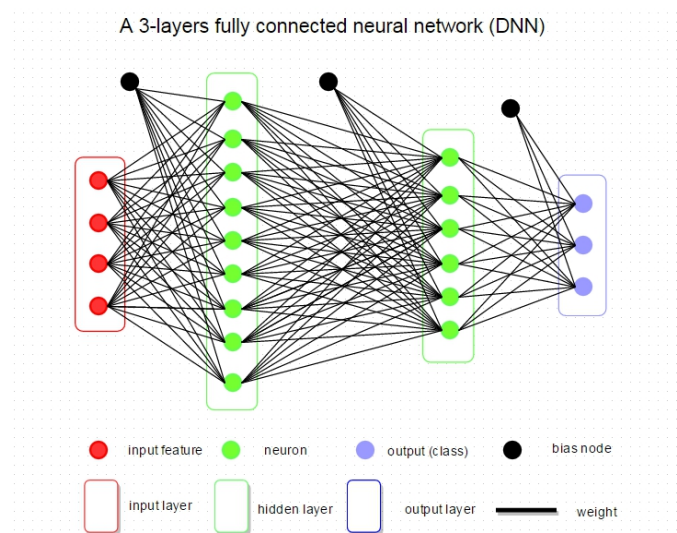 A 3-layers fully connected neural network (DNN)
input feature
neuron
output (class)
bias node
input layer
hidden layer
output layer
weight